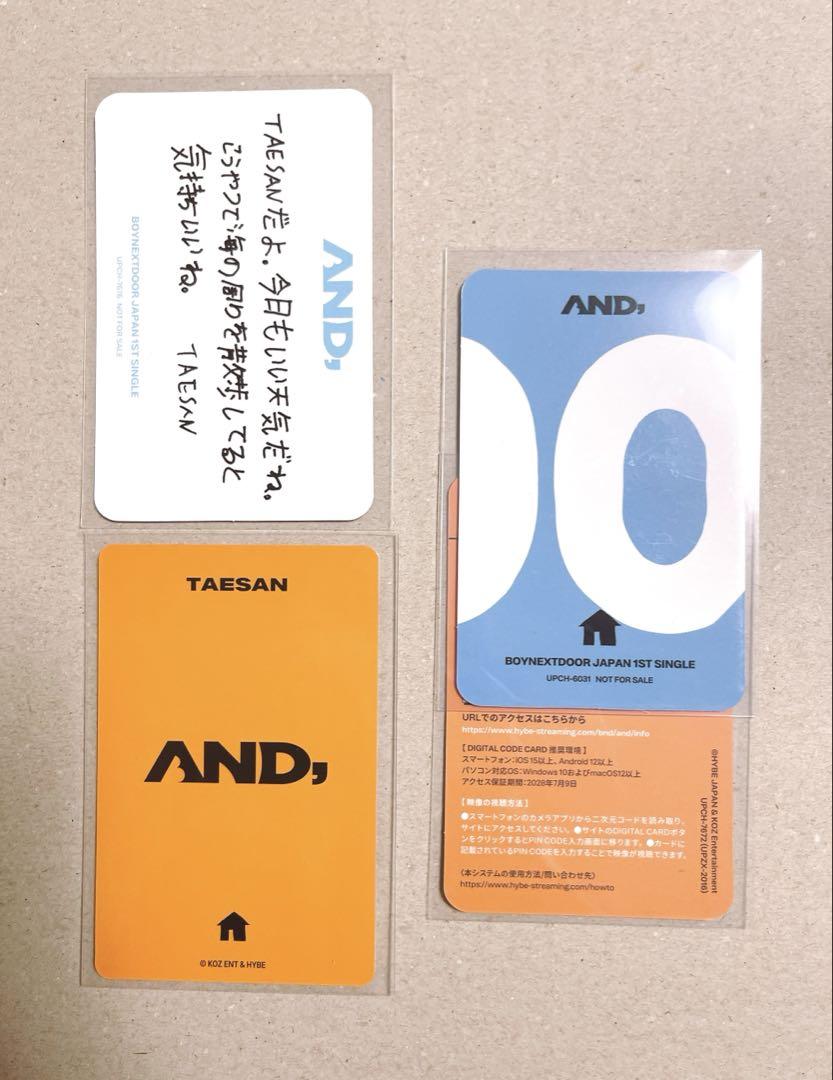 AND,
TAESANだよ。今日もいい天気だね。
こうやって海の周りを散歩してると
気持ちいいね。 TAESAN
BOYNEXTDOOR JAPAN 1ST SINGLE
UPCH-7676 NOT FOR SALE
TAESAN
AND,
© KOZ ENT & HYBE
AND,
BOYNEXTDOOR JAPAN 1ST SINGLE
UPCH-6031 NOT FOR SALE
URLでのアクセスはこちらから
https://www.hybe-streaming.com/bnd/and/info
【 DIGITAL CODE CARD 推奨環境 】
スマートフォン:iOS 15以上、Android 12以上
パソコン対応OS:Windows 10およびmacOS12以上
アクセス保証期間:2028年7月9日
【 映像の視聴方法 】
●スマートフォンのカメラアプリから二次元コードを読み取り、
サイトにアクセスしてください。●サイトのDIGITAL CARDボタ
ンをクリックするとPIN CODE入力画面に移ります。●カードに
記載されているPIN CODEを入力することで映像が視聴できます。
〈本システムの使用方法/問い合わせ先〉
https://www.hybe-streaming.com/howto
©HYBE JAPAN & KOZ Entertainment
UPCH-7672 (UPZX-2016)